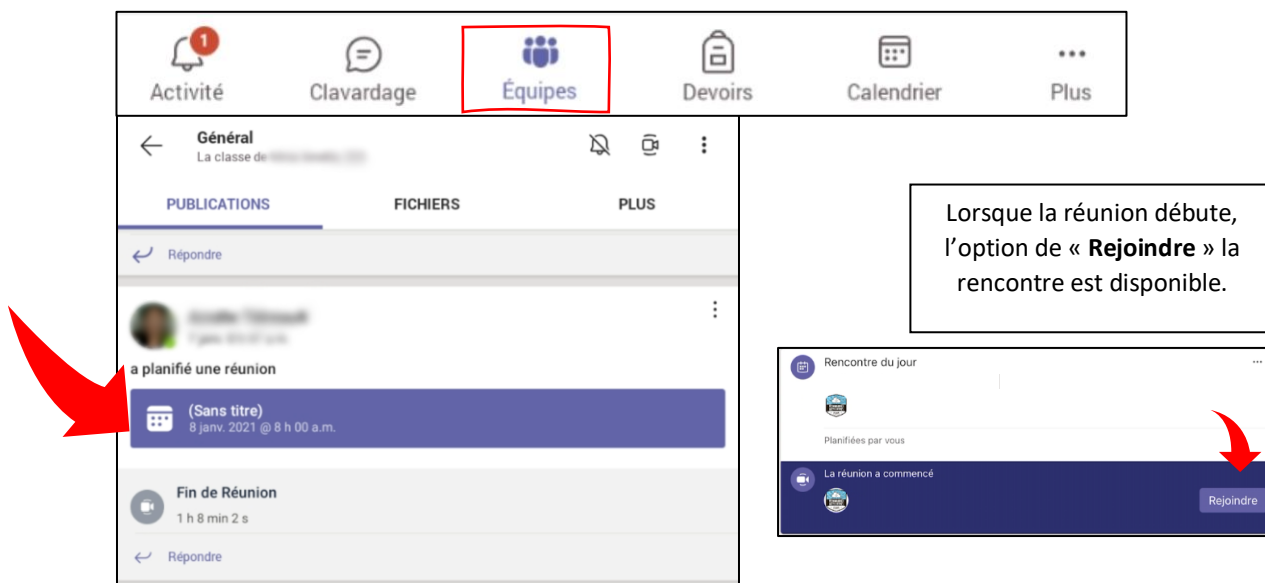 1
Activité
Clavardage
Équipes
Devoirs
Calendrier
Plus
Général
La classe de
PUBLICATIONS
FICHIERS
PLUS
Répondre
a planifié une réunion
(Sans titre)
8 janv. 2021 @ 8 h 00 a.m.
Fin de Réunion
1 h 8 min 2 s
Répondre
Lorsque la réunion débute,
l’option de « Rejoindre » la
rencontre est disponible.
Rencontre du jour
Planifiées par vous
La réunion a commencé
Rejoindre